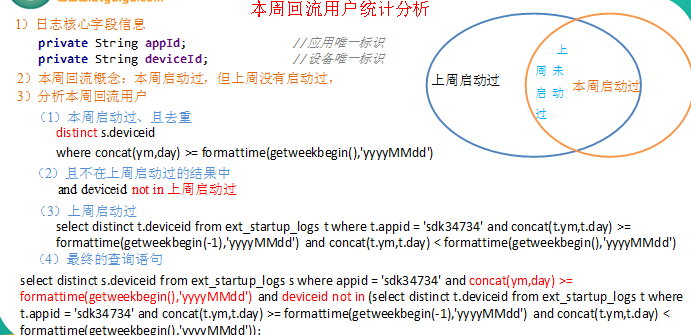 本周回流用户统计分析
1）日志核心字段信息
private String appId; //应用唯一标识
private String deviceId; //设备唯一标识
2）本周回流概念：本周启动过，但上周没有启动过，
3）分析本周回流用户
（1）本周启动过、且去重
distinct s.deviceid
where concat(ym,day) >= formattime(getweekbegin(),'yyyyMMdd')
（2）且不在上周启动过的结果中
and deviceid not in 上周启动过
（3）上周启动过
select distinct t.deviceid from ext_startup_logs t where t.appid = 'sdk34734' and concat(t.ym,t.day) >=
formattime(getweekbegin(-1),'yyyyMMdd') and concat(t.ym,t.day) < formattime(getweekbegin(),'yyyyMMdd')
（4）最终的查询语句
select distinct s.deviceid from ext_startup_logs s where appid = 'sdk34734' and concat(ym,day) >=
formattime(getweekbegin(),'yyyyMMdd') and deviceid not in (select distinct t.deviceid from ext_startup_logs t where
t.appid = 'sdk34734' and concat(t.ym,t.day) >= formattime(getweekbegin(-1),'yyyyMMdd') and concat(t.ym,t.day) <
formattime(getweekbegin(),'yyyyMMdd'));
上周启动过
上
周未
启动
过
本周启动过